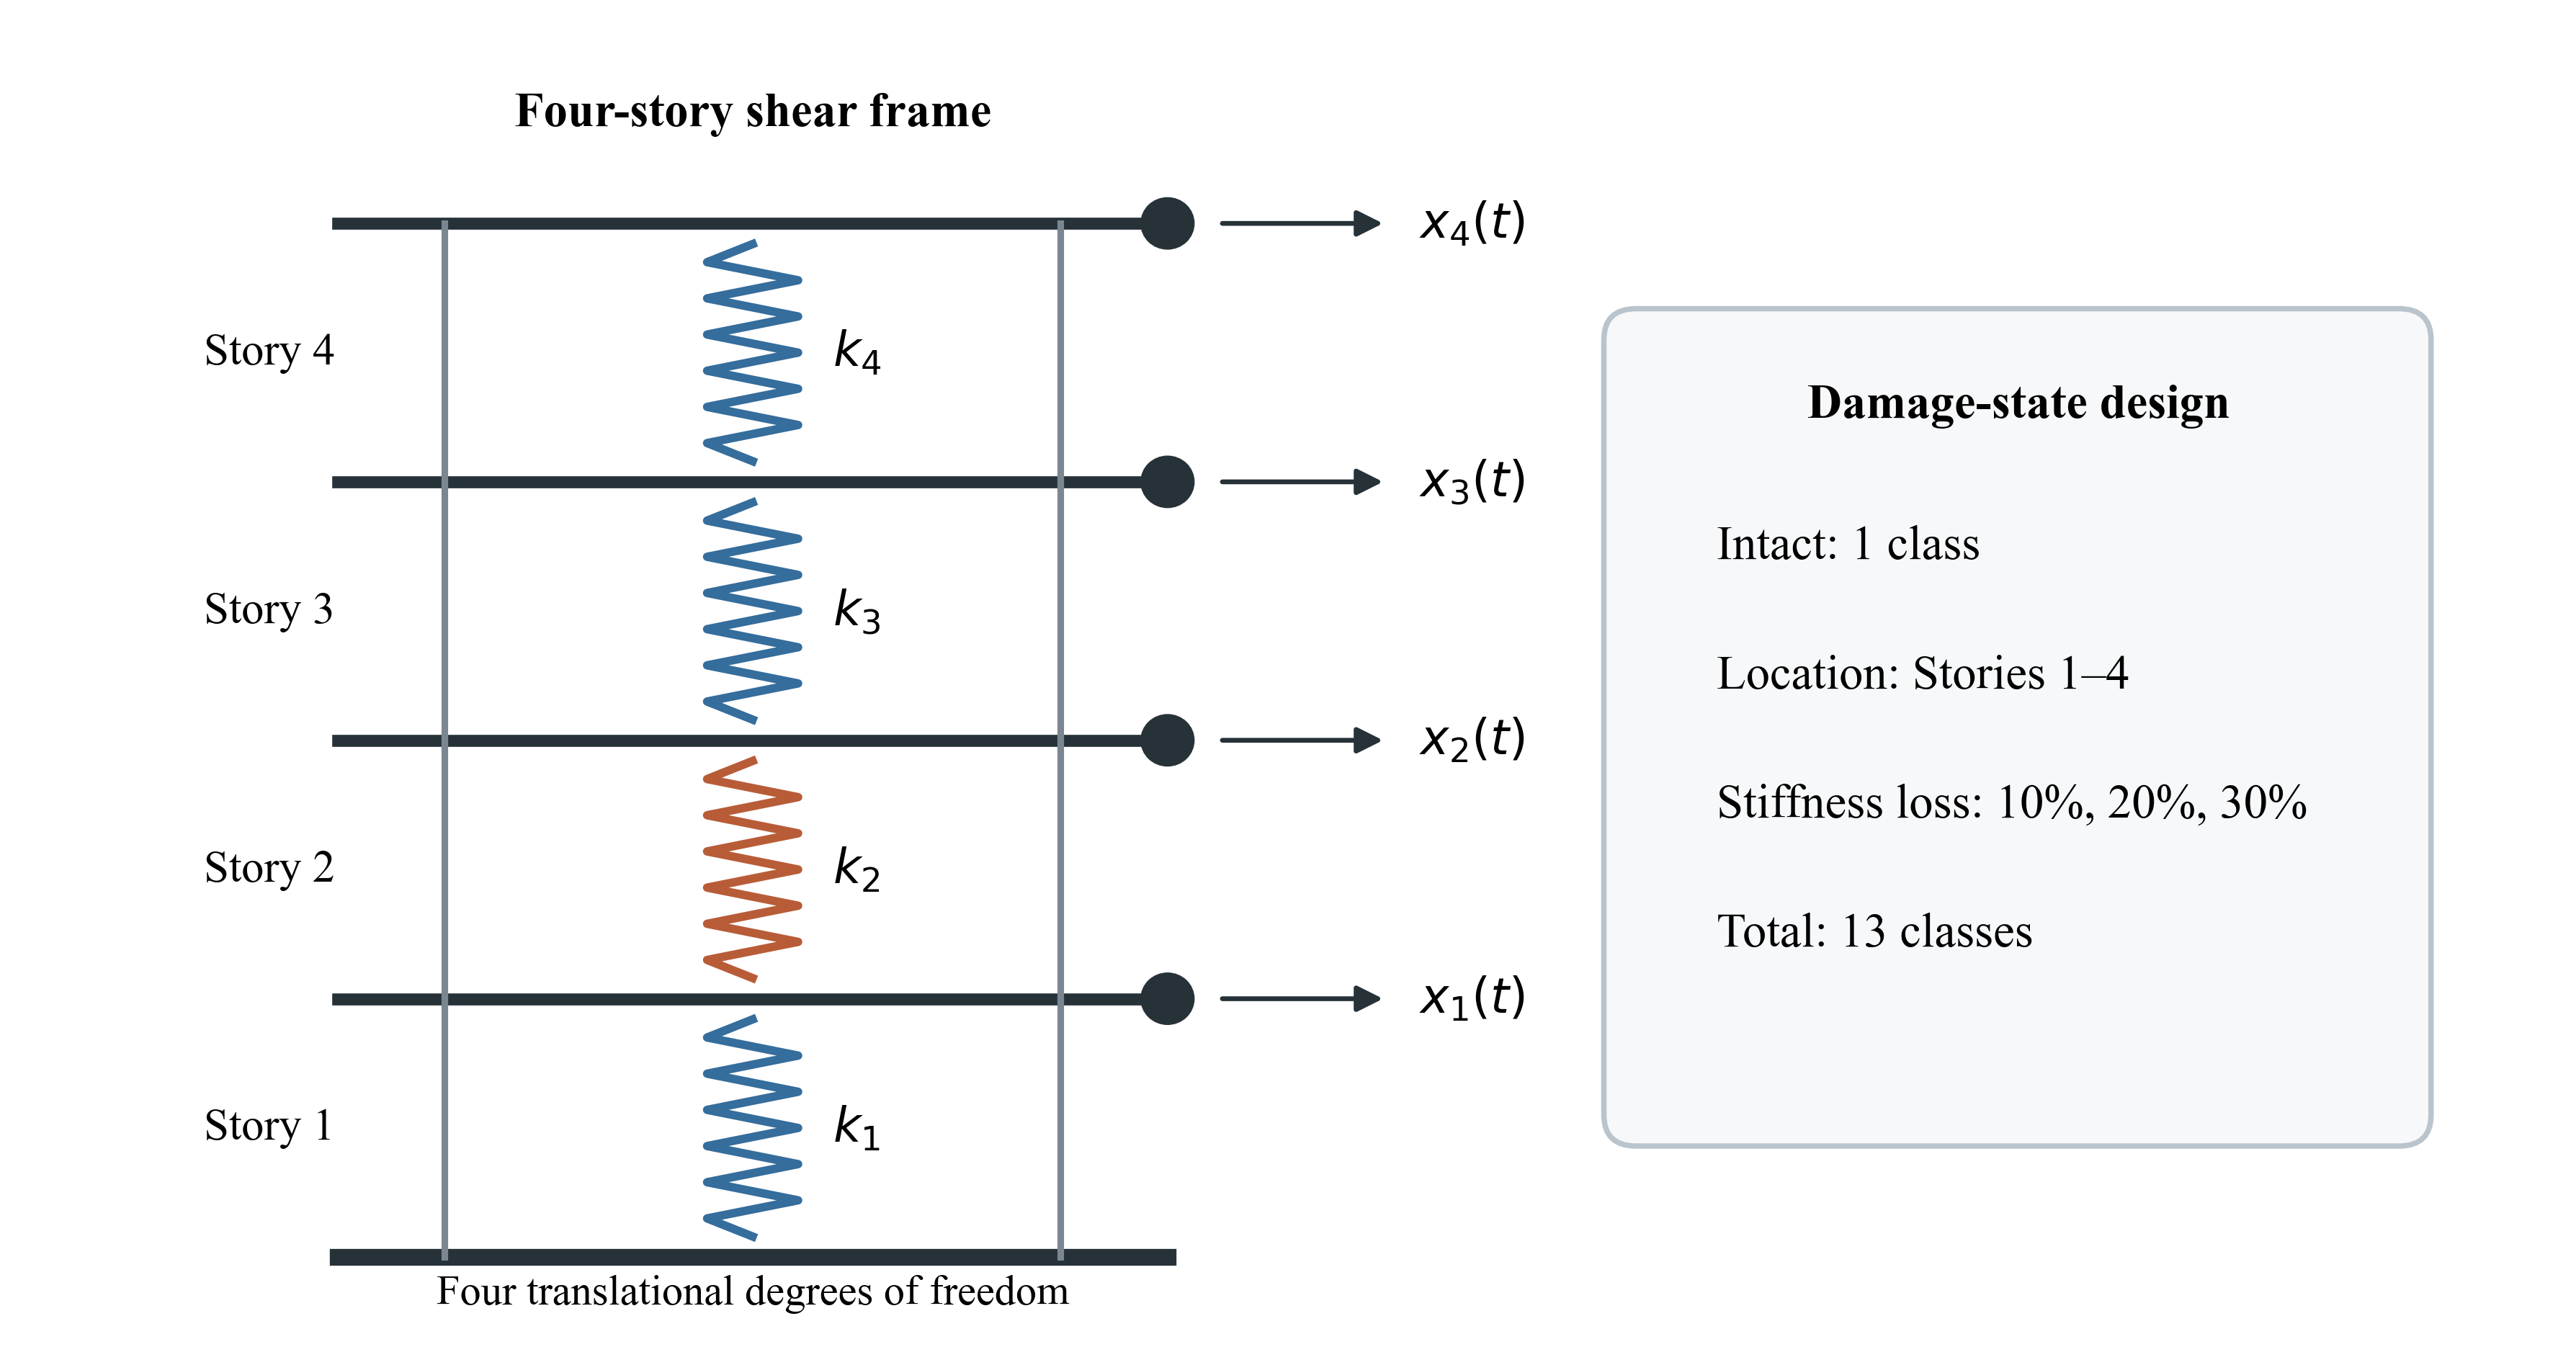 Four-story shear frame
x₄(t)
Story 4
k₄
x₃(t)
Story 3
k₃
x₂(t)
Story 2
k₂
x₁(t)
Story 1
k₁
Four translational degrees of freedom
Damage-state design
Intact: 1 class
Location: Stories 1–4
Stiffness loss: 10%, 20%, 30%
Total: 13 classes